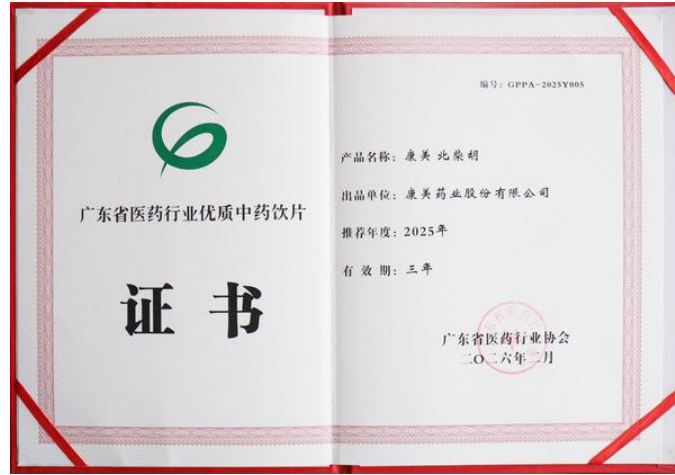 广东省医药行业优质中药饮片
证书
编号：GPPA-2025Y005
产品名称：康美 北柴胡
出品单位：康美药业股份有限公司
推荐年度：2025年
有 效 期：三年
广东省医药行业协会
二〇二六年二月